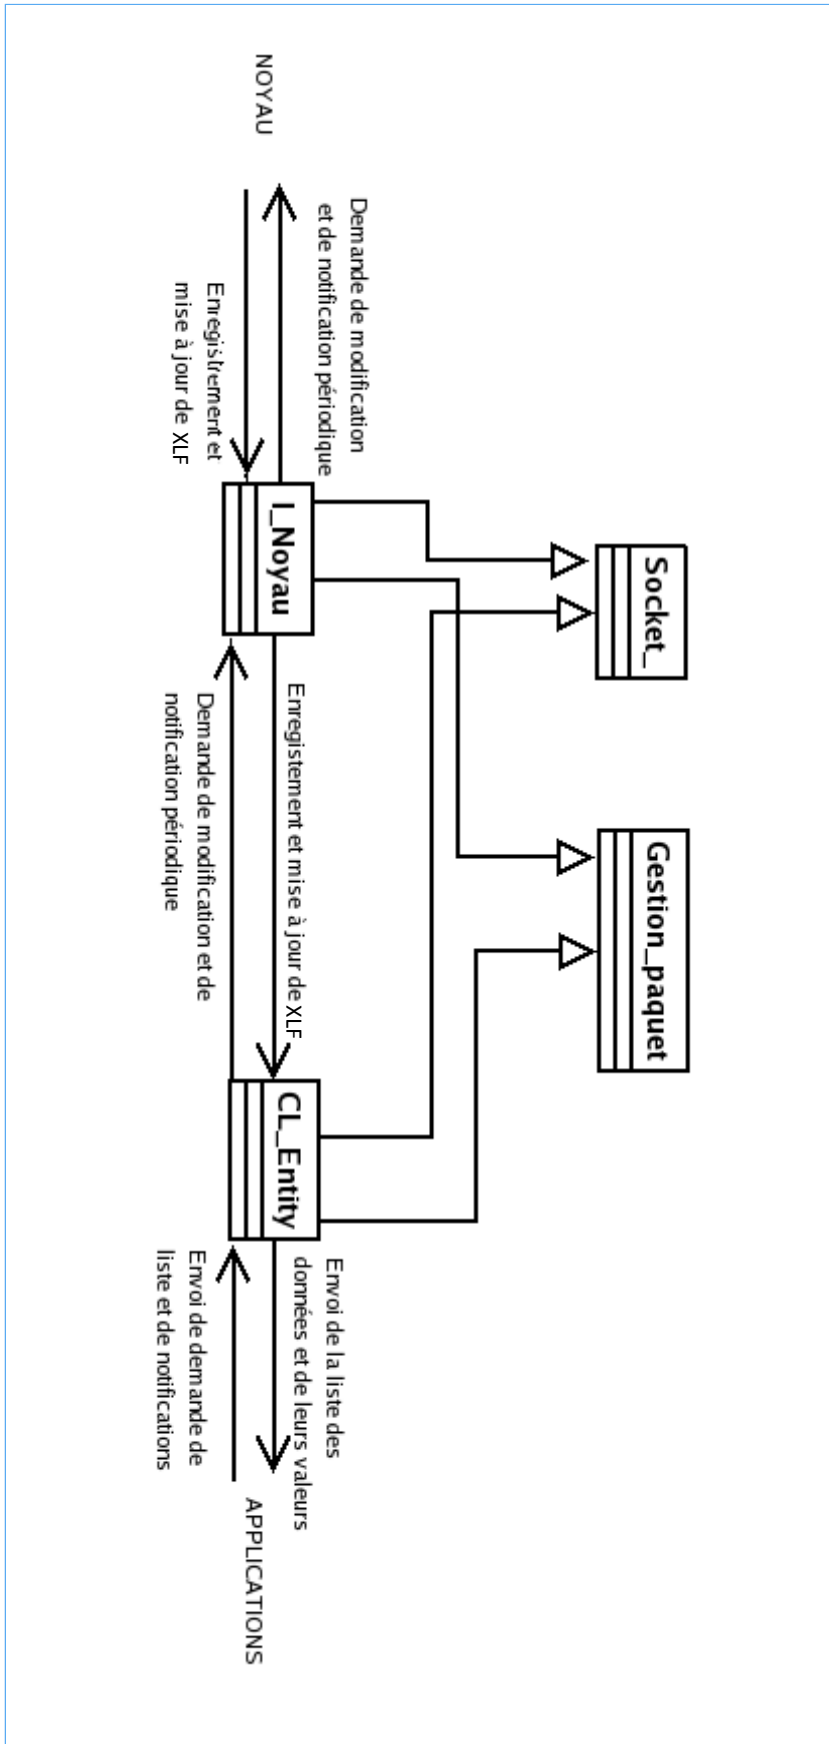 Socket_
Gestion_paquet
NOYAU
Demande de modification
et de notification périodique
Enregistrement et
mise à jour de XLF
I_Noyau
Enregistement et mise à jour de XLF
Demande de modification et de
notification périodique
CL_Entity
Envoi de la liste des
données et de leurs valeurs
Envoi de demande de
liste et de notifications
APPLICATIONS